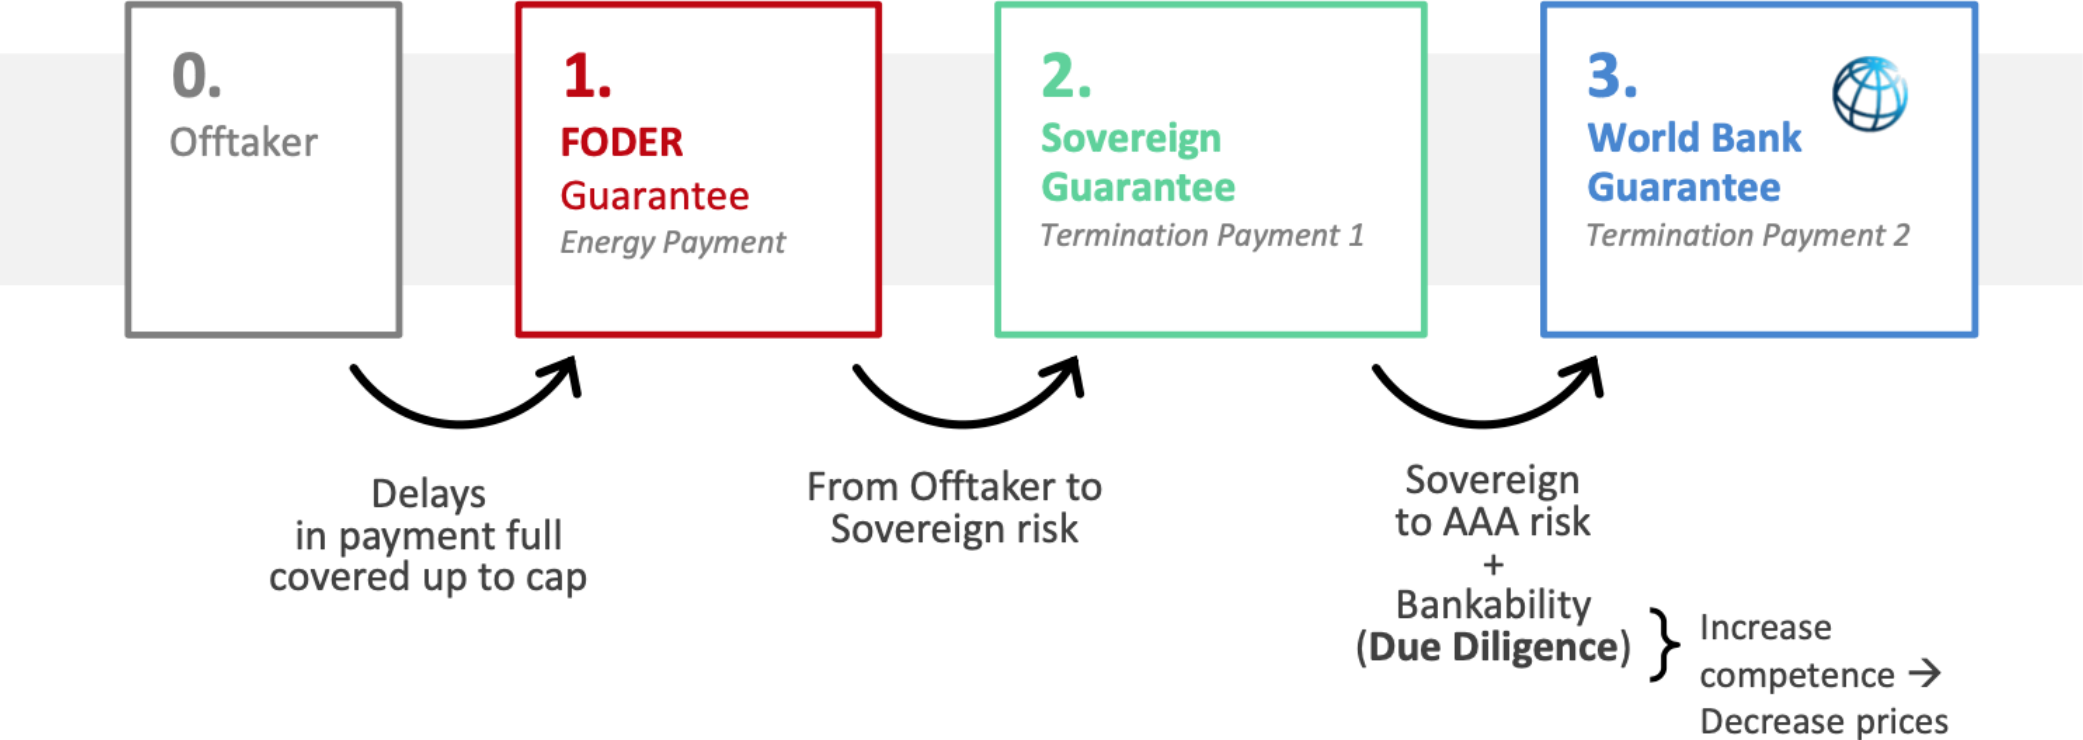 0.
Offtaker
1.
FODER
Guarantee
Energy Payment
2.
Sovereign
Guarantee
Termination Payment 1
3.
World Bank
Guarantee
Termination Payment 2
Delays
in payment full
covered up to cap
From Offtaker to
Sovereign risk
Sovereign
to AAA risk
+
Bankability
(Due Diligence)
Increase
competence →
Decrease prices